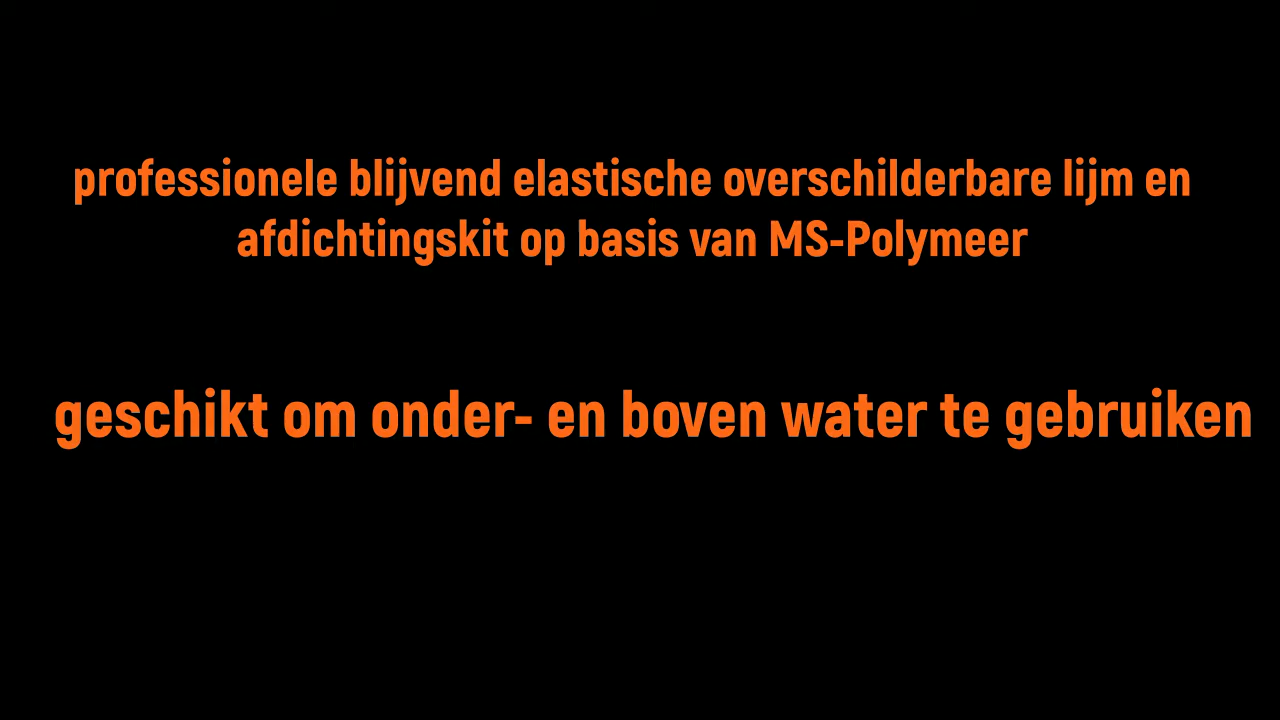 professionele blijvend elastische overschilderbare lijm en
afdichtingskit op basis van MS-Polymeer
geschikt om onder- en boven water te gebruiken